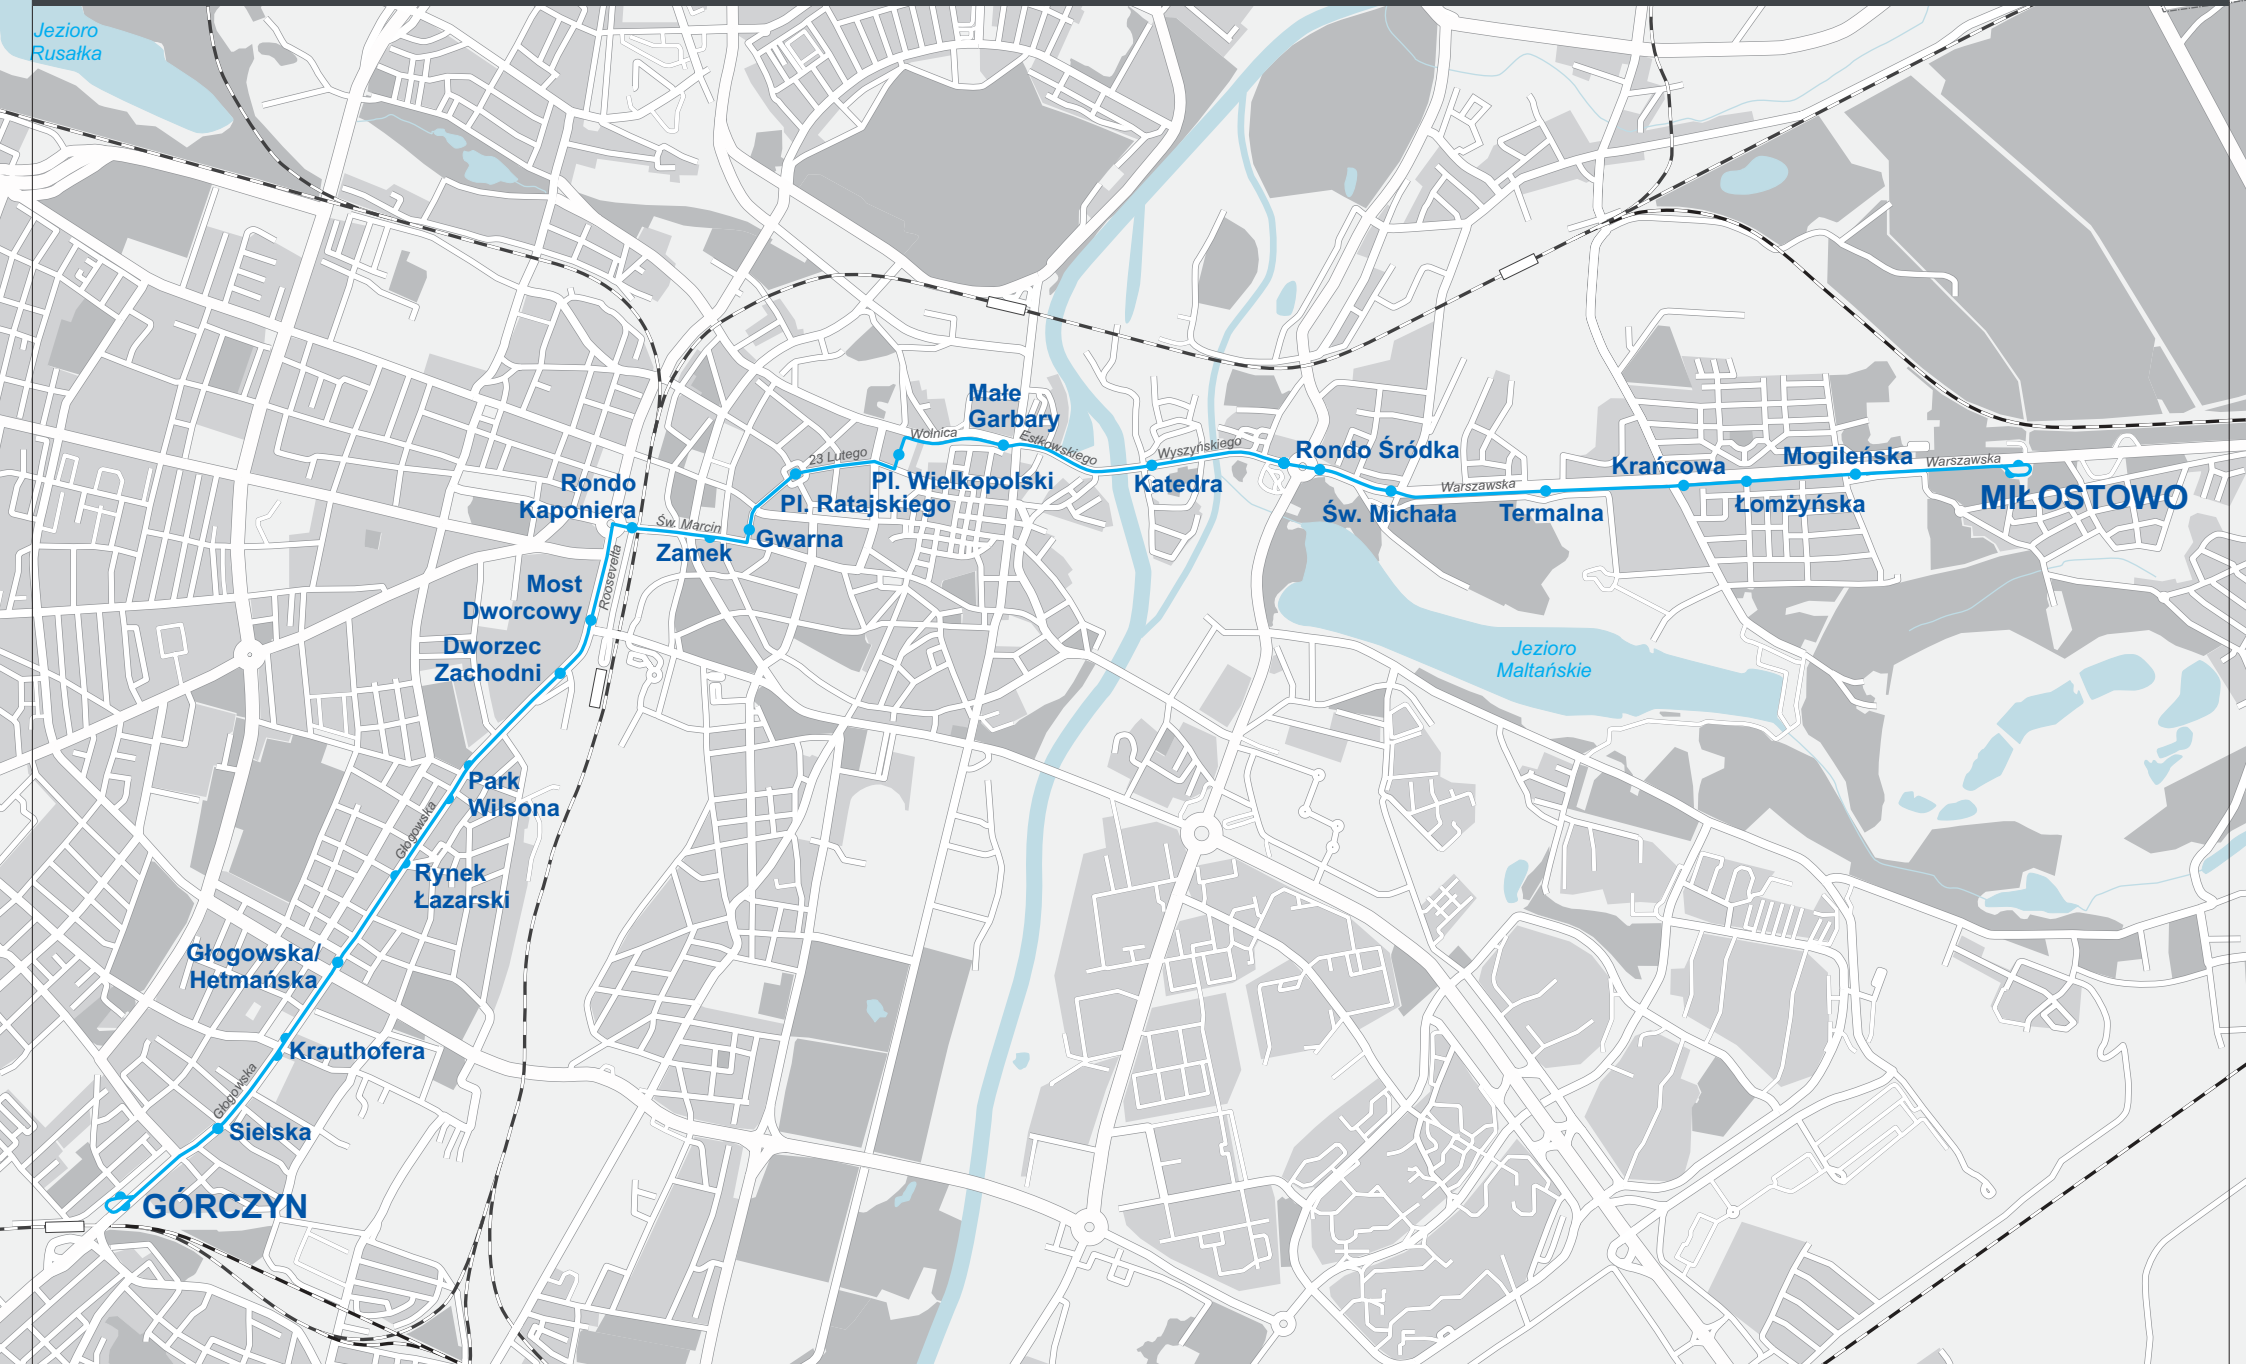 Jezioro
Rusałka
Małe
Garbary
Wolnica
Estkowskiego
23 Lutego
Wyszyńskiego
Rondo Śródka
Krańcowa
Mogileńska
Warszawska
Rondo
Kaponiera
Pl. Wielkopolski
Katedra
Warszawska
Łomżyńska
MIŁOSTOWO
Pl. Ratajskiego
Św. Michała
Termalna
Św. Marcin
Zamek
Gwarna
Roosevelta
Most
Dworcowy
Dworzec
Zachodni
Jezioro
Maltańskie
Park
Wilsona
Głogowska
Rynek
Łazarski
Głogowska/
Hetmańska
Krauthofera
Głogowska
Sielska
GÓRCZYN